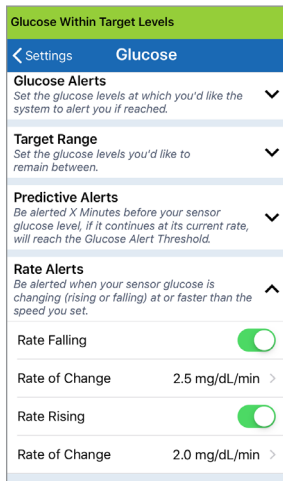 Glucose Within Target Levels
Settings
Glucose
Glucose Alerts
Set the glucose levels at which you'd like the
system to alert you if reached.
Target Range
Set the glucose levels you'd like to
remain between.
Predictive Alerts
Be alerted X Minutes before your sensor
glucose level, if it continues at its current rate,
will reach the Glucose Alert Threshold.
Rate Alerts
Be alerted when your sensor glucose is
changing (rising or falling) at or faster than the
speed you set.
Rate Falling
Rate of Change 2.5 mg/dL/min
Rate Rising
Rate of Change 2.0 mg/dL/min